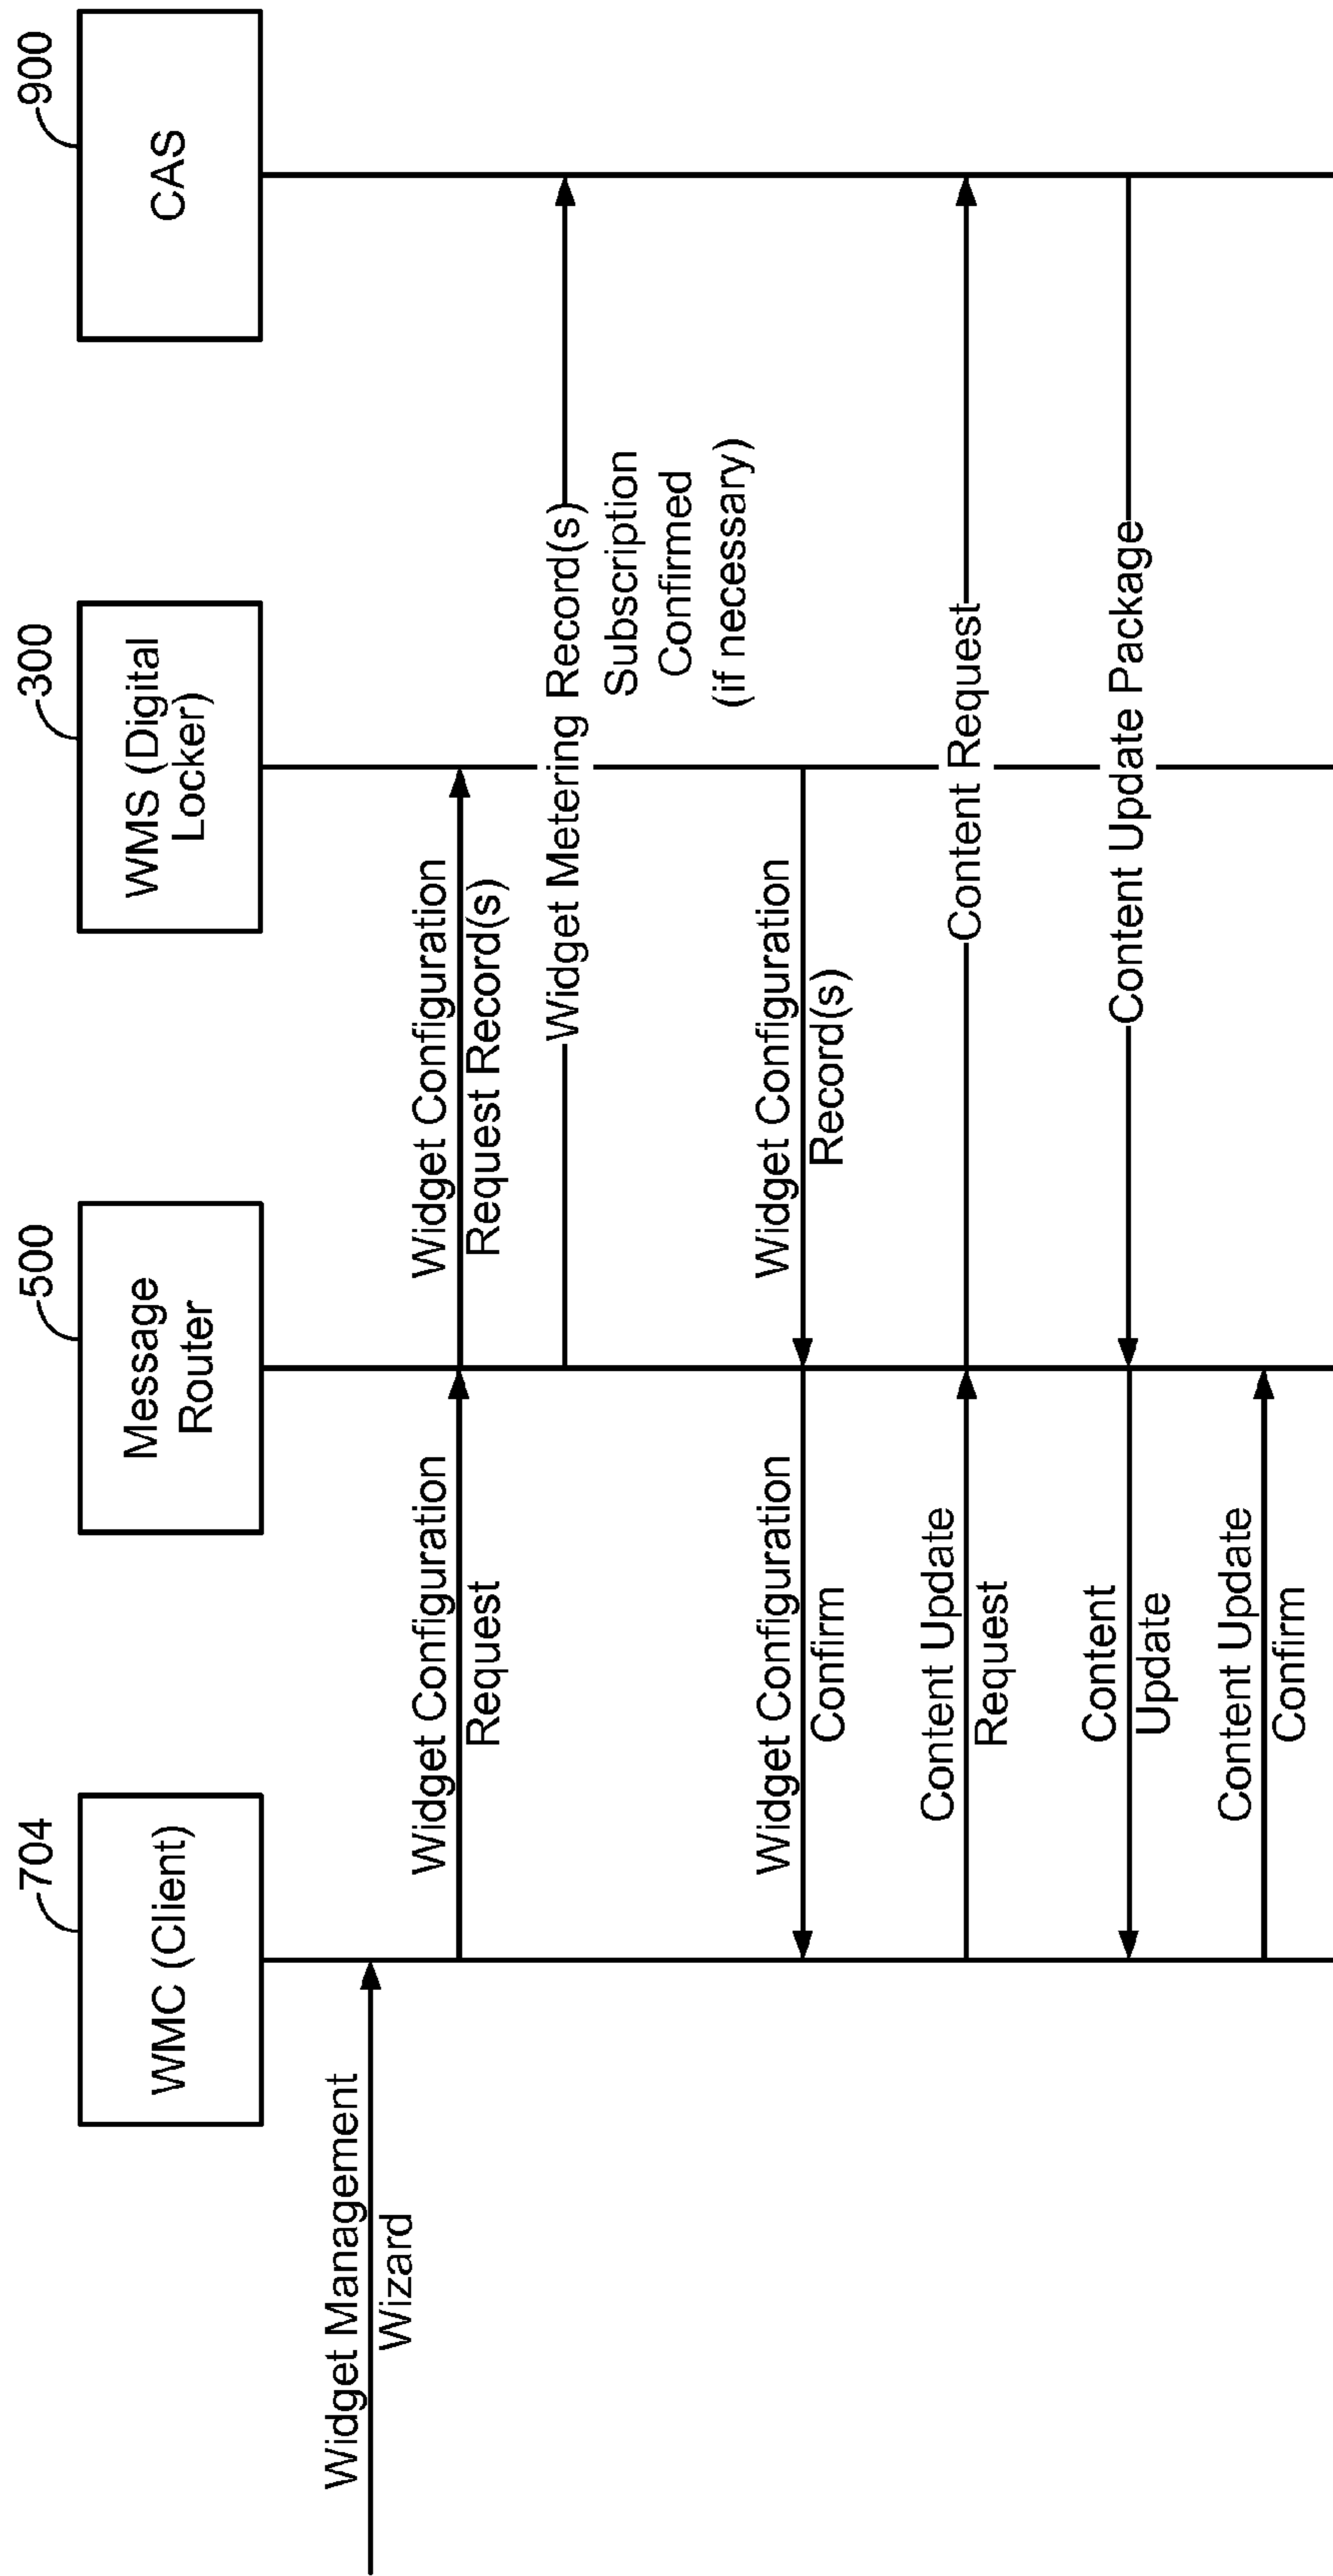 704
500
300
900
WMC (Client)
Message
Router
WMS (Digital
Locker)
CAS
Widget Management
Wizard
Widget Configuration
Request
Widget Configuration
Request Record(s)
Widget Metering Record(s)
Subscription
Confirmed
(if necessary)
Widget Configuration
Confirm
Widget Configuration
Record(s)
Content Update
Request
Content Request
Content
Update
Content Update Package
Content Update
Confirm